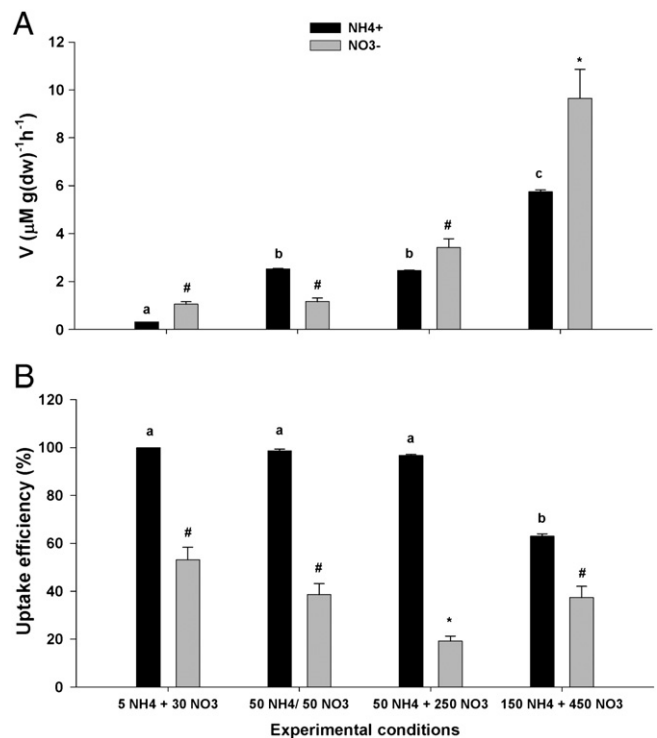 A
NH4+
NO3-
12
10
8
6
4
2
0
V (µM g(dw)⁻¹h⁻¹)
a
#
b
#
b
#
c
*
B
120
100
80
60
40
20
0
Uptake efficiency (%)
a
#
a
#
a
*
b
#
5 NH4 + 30 NO3
50 NH4/ 50 NO3
50 NH4 + 250 NO3
150 NH4 + 450 NO3
Experimental conditions